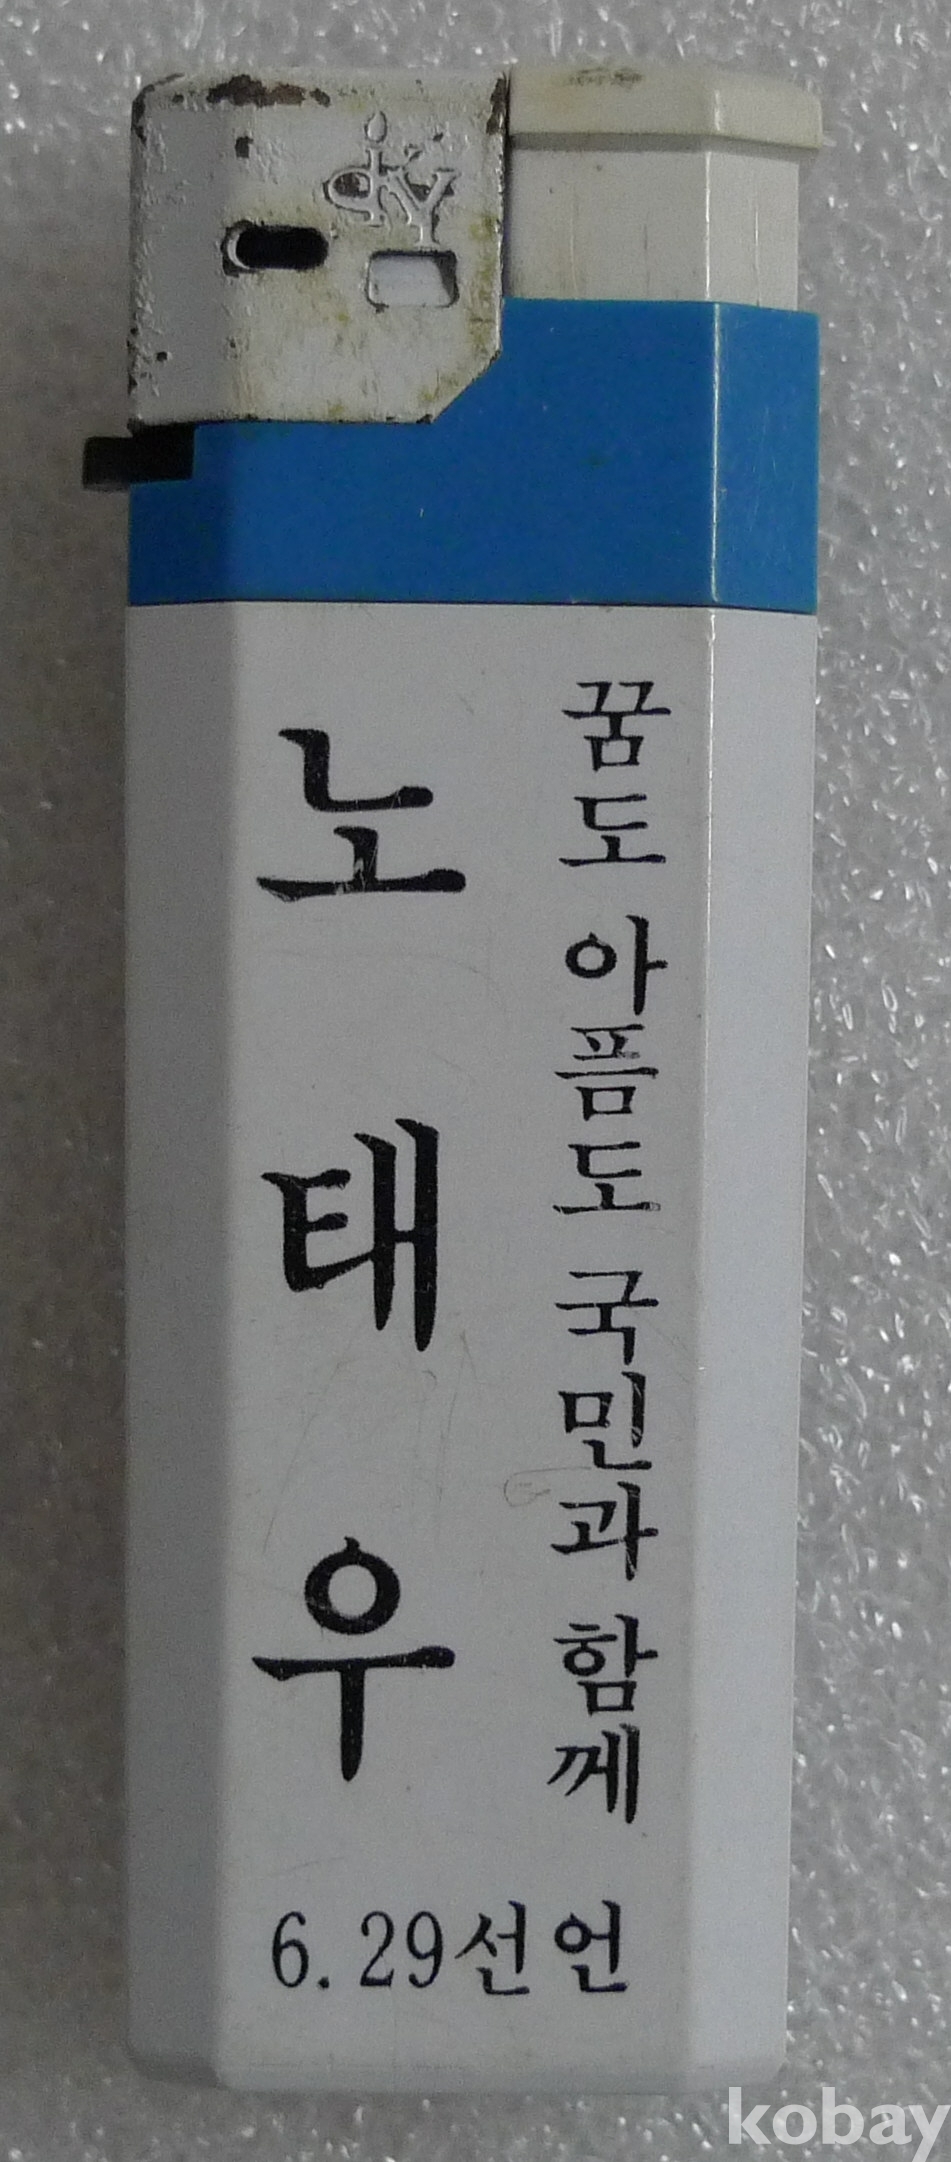 꿈도 아픔도 국민과 함께
노태우
6.29선언
kobay